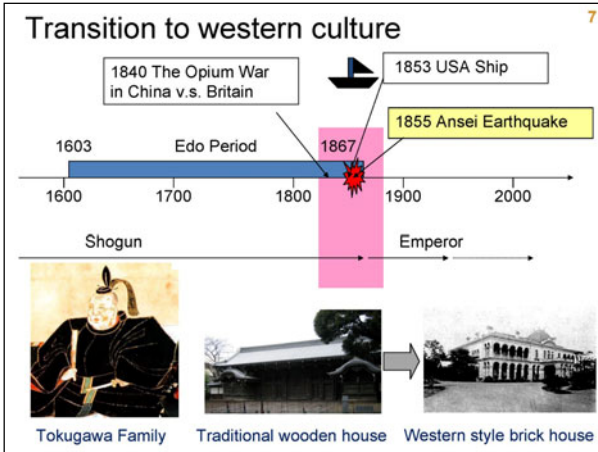 7
Transition to western culture
1840 The Opium War
in China v.s. Britain
1853 USA Ship
1855 Ansei Earthquake
1603
Edo Period
1867
1600
1700
1800
1900
2000
Shogun
Emperor
Tokugawa Family
Traditional wooden house
Western style brick house